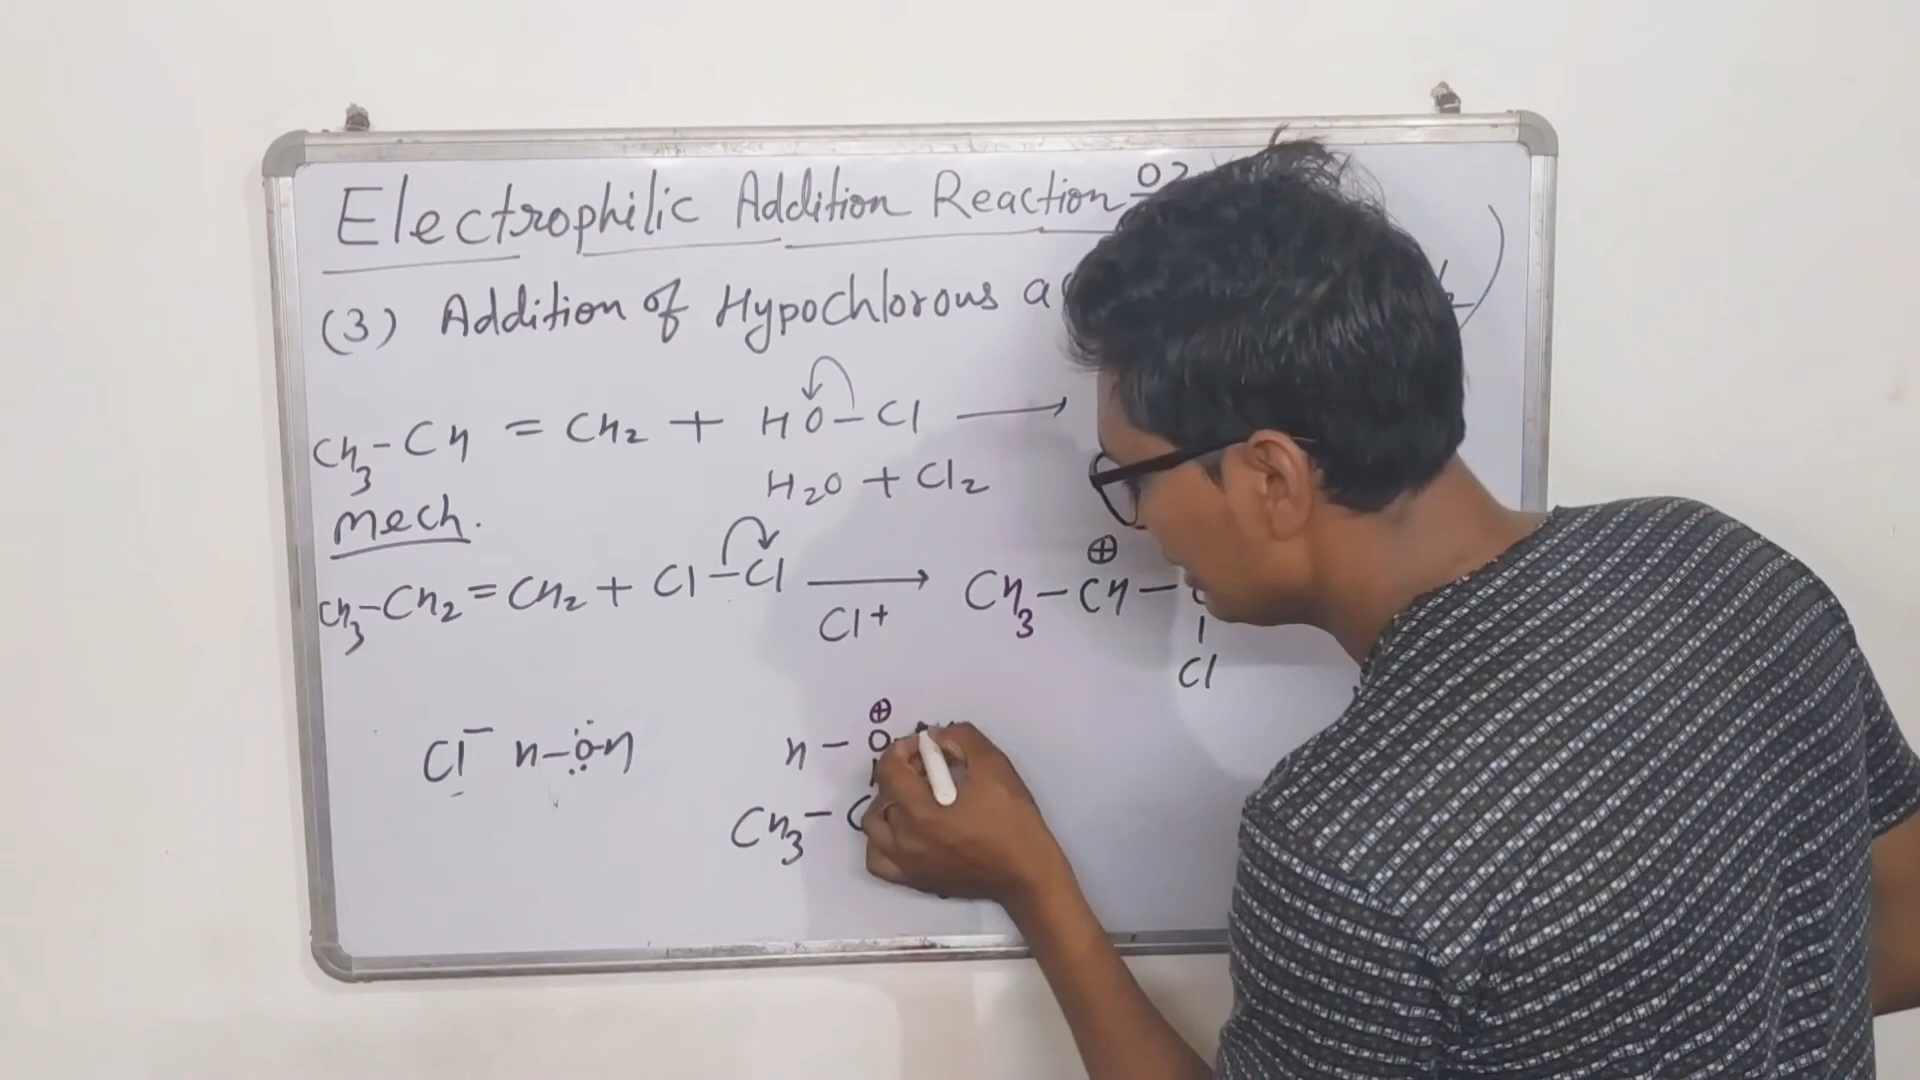 Electrophilic Addition Reaction
(3) Addition of Hypochlorous
CH3-CH = CH2 + HO-Cl ⟶
H2O + Cl2
Mech.
CH3-CH2=CH2 + Cl-Cl ⟶ CH3-CH-
⊕
Cl+
Cl
⊕
Cl⁻ H-O-H H-O
CH3-C